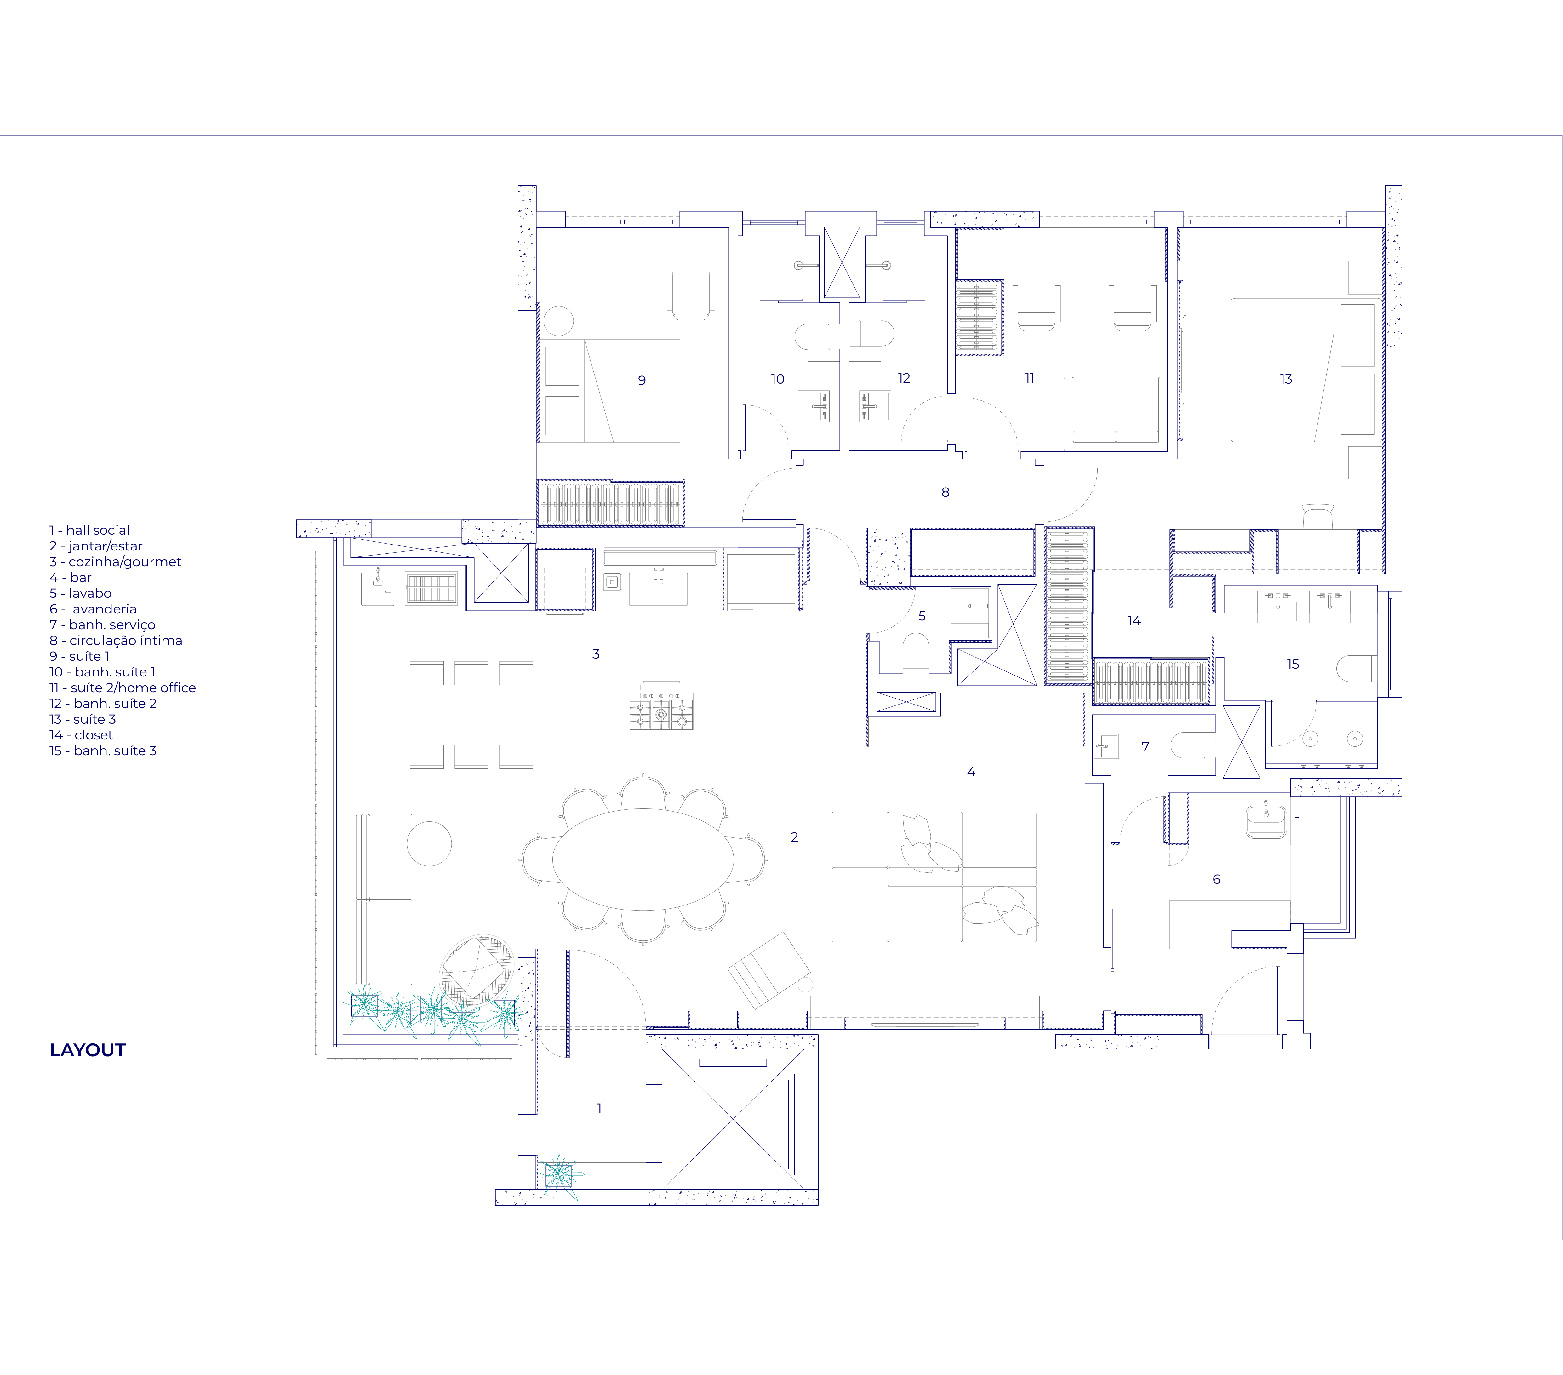 9
10
12
11
13
8
1 - hall social
2 - jantar/estar
3 - cozinha/gourmet
4 - bar
5 - lavabo
6 - lavanderia
7 - banh. serviço
8 - circulação íntima
9 - suíte 1
10 - banh. suíte 1
11 - suíte 2/home office
12 - banh. suíte 2
13 - suíte 3
14 - closet
15 - banh. suíte 3
5
14
3
15
7
4
2
6
LAYOUT
1